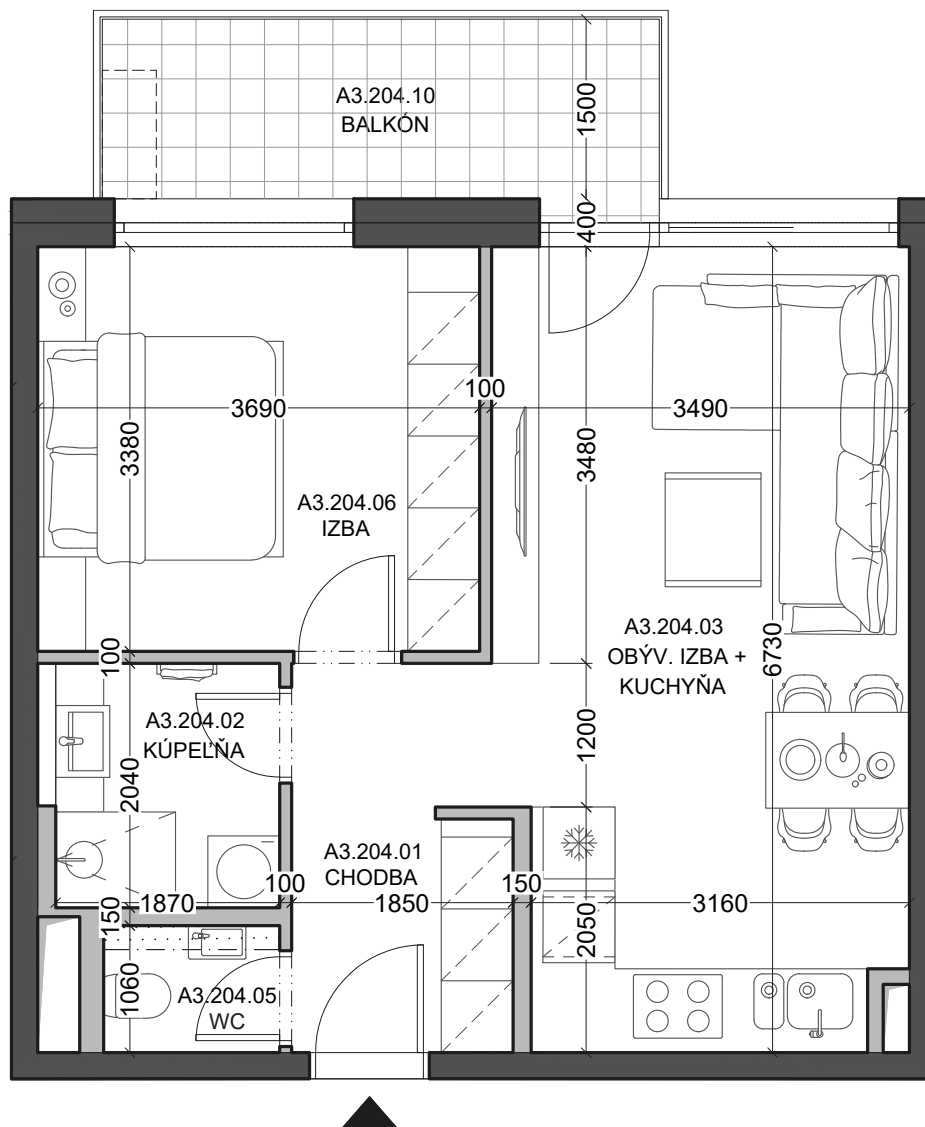 A3.204.10
BALKÓN
1500
400
3690
100
3490
3380
3480
A3.204.06
IZBA
A3.204.03
OBÝV. IZBA +
KUCHYŇA
6730
100
A3.204.02
KÚPEĽŇA
2040
1200
A3.204.01
CHODBA
1870
100
1850
150
3160
150
2050
1060
A3.204.05
WC